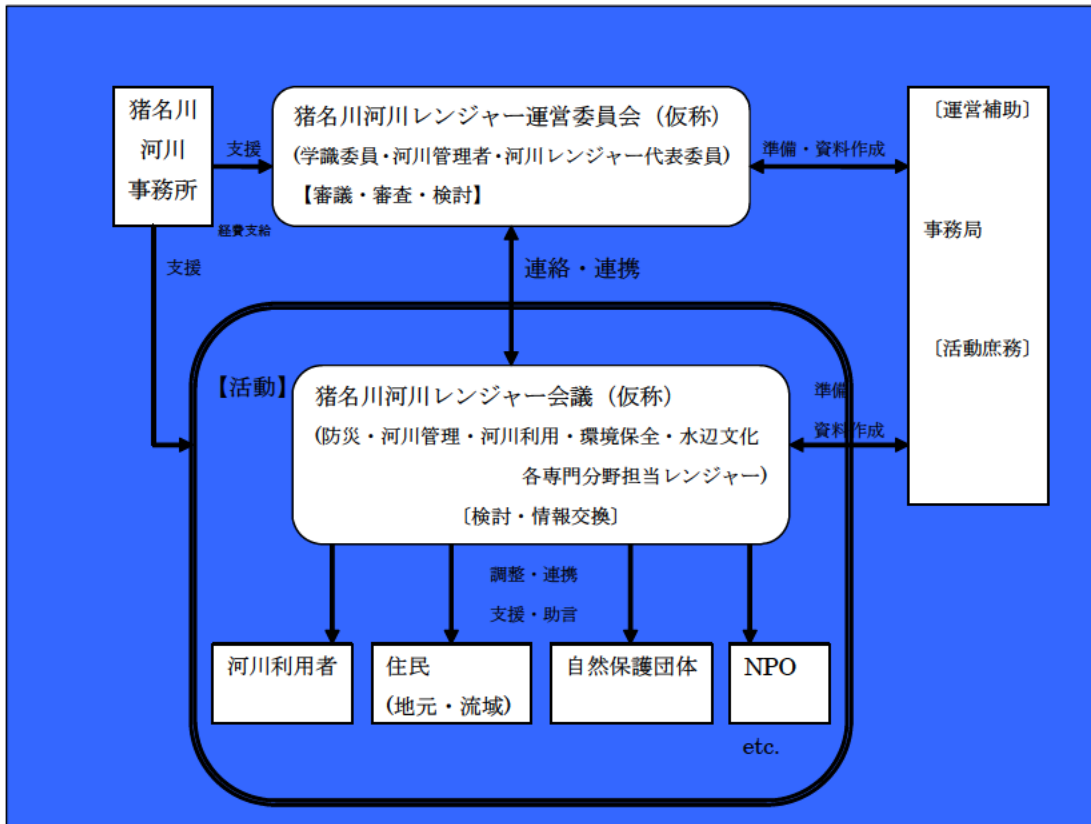 猪名川
河川
事務所
支援
経費支給
支援
猪名川河川レンジャー運営委員会（仮称）
(学識委員・河川管理者・河川レンジャー代表委員)
【審議・審査・検討】
準備・資料作成
〔運営補助〕
事務局
〔活動庶務〕
連絡・連携
【活動】
猪名川河川レンジャー会議（仮称）
(防災・河川管理・河川利用・環境保全・水辺文化
各専門分野担当レンジャー)
〔検討・情報交換〕
準備
資料作成
調整・連携
支援・助言
河川利用者
住民
(地元・流域)
自然保護団体
NPO
etc.